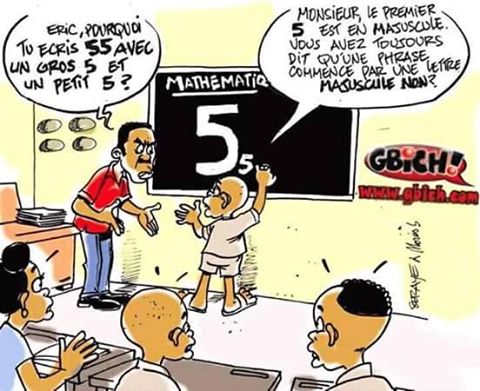 ERIC, POURQUOI
TU ECRIS 55 AVEC
UN GROS 5 ET
UN PETIT 5 ?
MONSIEUR, LE PREMIER
5 EST EN MAJUSCULE.
VOUS AVEZ TOUJOURS
DIT QU'UNE PHRASE
COMMENCE PAR UNE LETTRE
MAJUSCULE NON?
MATHEMATIQ
55
GBiCH!
www.gbich.com